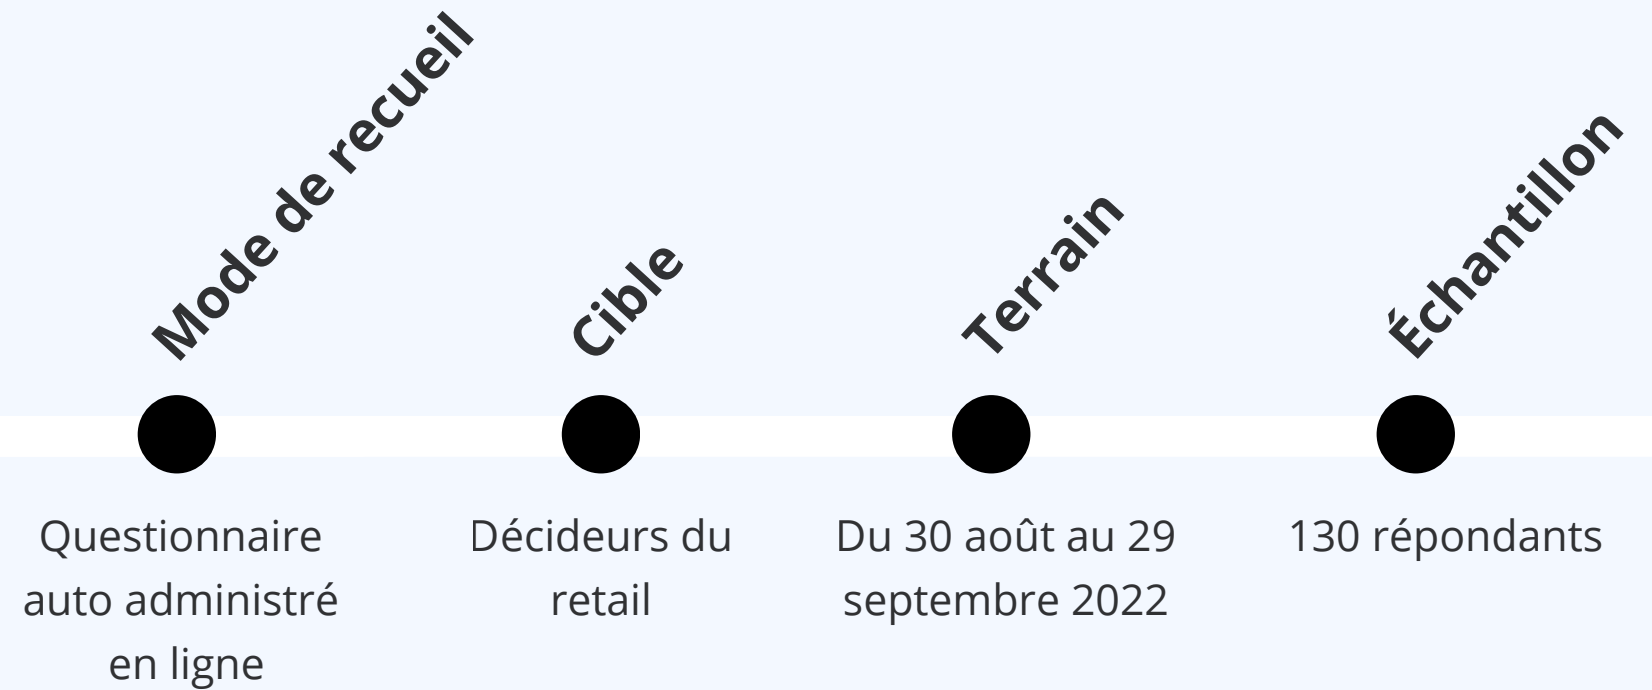 Mode de recueil
Cible
Terrain
Échantillon
Questionnaire
auto administré
en ligne
Décideurs du
retail
Du 30 août au 29
septembre 2022
130 répondants